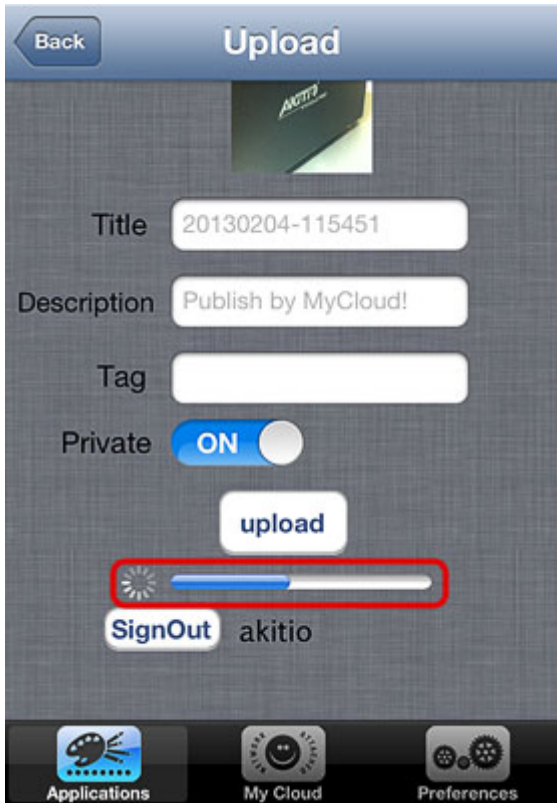 Back
Upload
AKITIO
Title
20130204-115451
Description
Publish by MyCloud!
Tag
Private
ON
upload
SignOut
akitio
Applications
My Cloud
Preferences